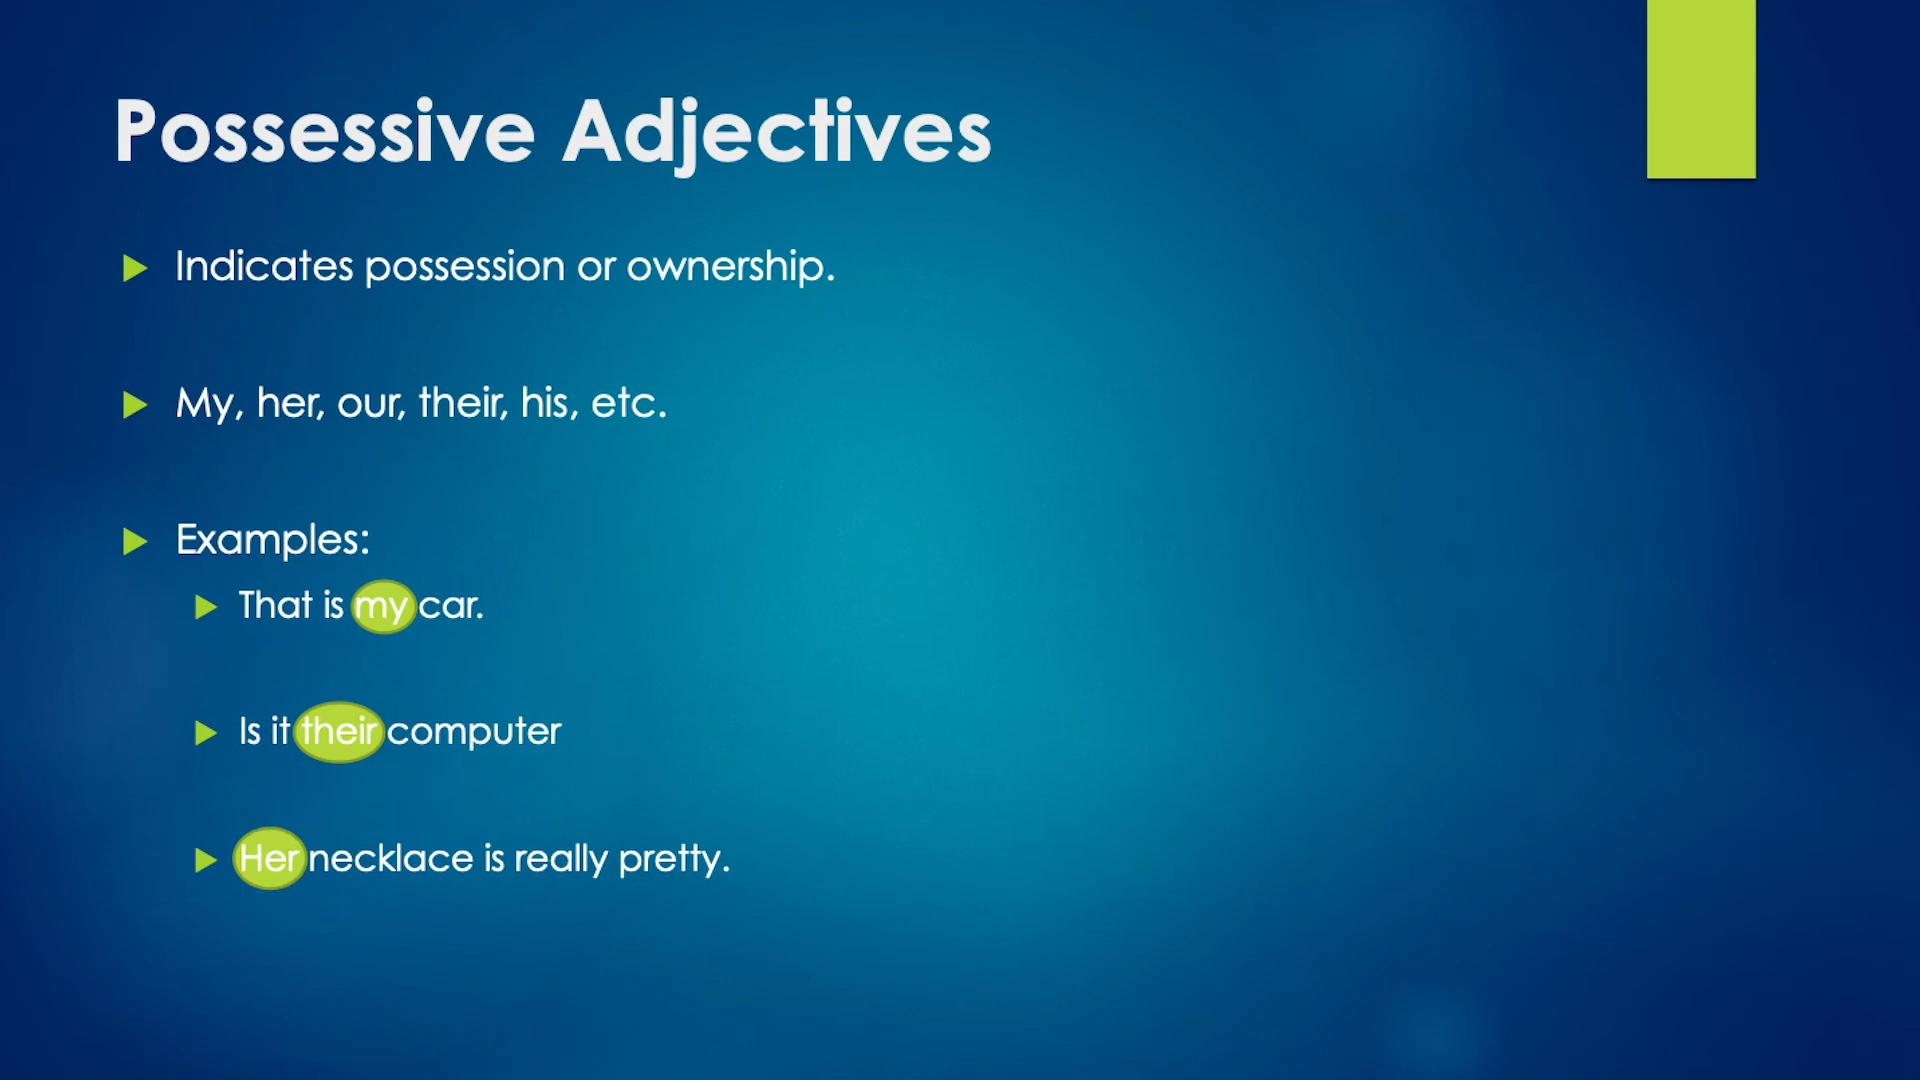 Possessive Adjectives
Indicates possession or ownership.
My, her, our, their, his, etc.
Examples:
That is my car.
Is it their computer
Her necklace is really pretty.